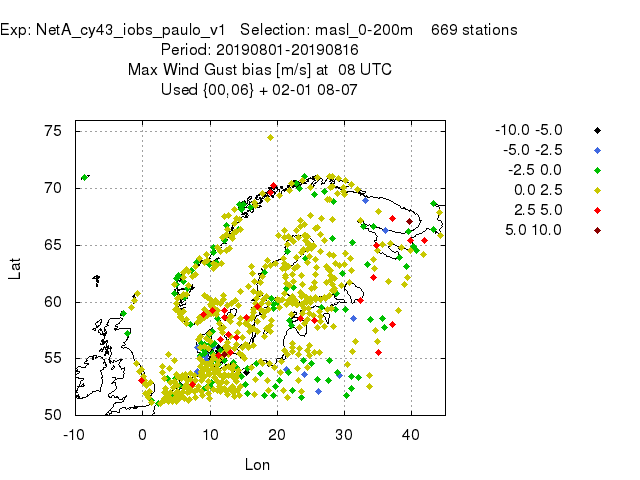 Exp: NetA_cy43_iobs_paulo_v1 Selection: masl_0-200m 669 stations
Period: 20190801-20190816
Max Wind Gust bias [m/s] at 08 UTC
Used {00,06} + 02-01 08-07
75
70
65
60
55
50
-10 0 10 20 30 40
Lat
Lon
-10.0 -5.0
-5.0 -2.5
-2.5 0.0
0.0 2.5
2.5 5.0
5.0 10.0